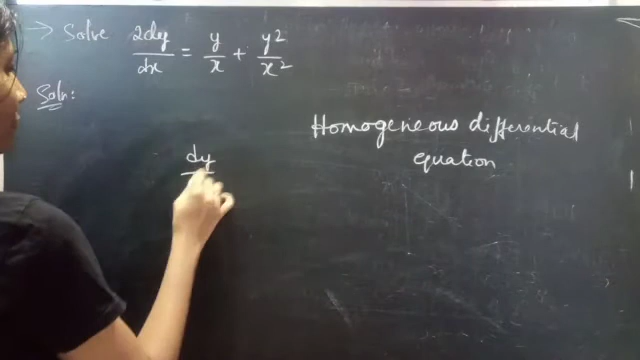 → Solve 2dy/dx = y/x + y²/x²
Soln:
Homogeneous differential
equation
dy